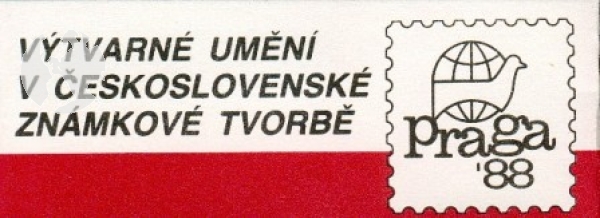 VÝTVARNÉ UMĚNÍ
V ČESKOSLOVENSKÉ
ZNÁMKOVÉ TVORBĚ
Praga
'88